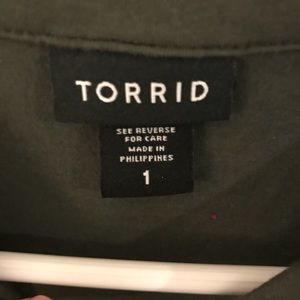 TORRID
SEE REVERSE
FOR CARE
MADE IN
PHILIPPINES
1